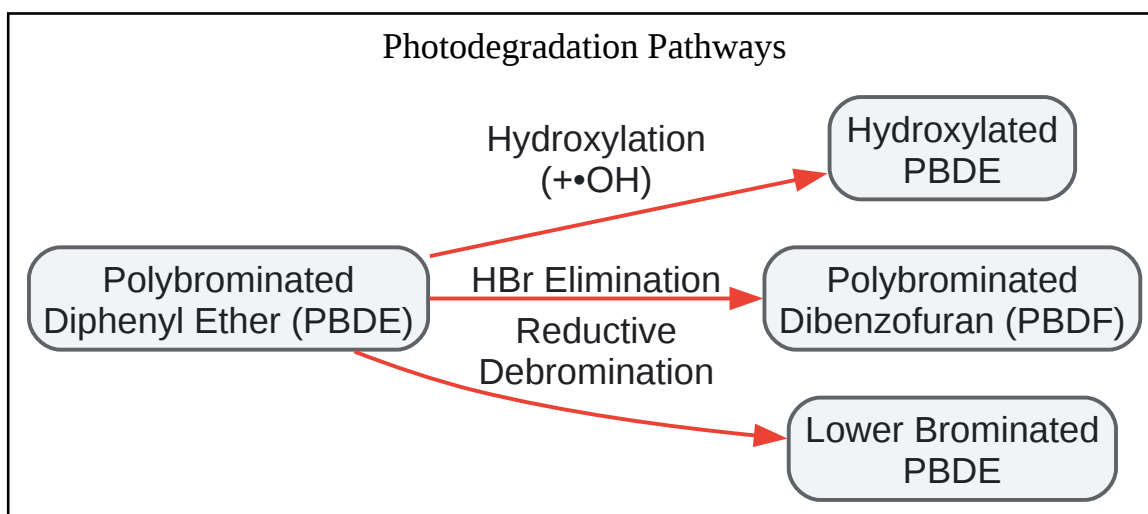 Photodegradation Pathways
Hydroxylation
(+•OH)
Hydroxylated
PBDE
Polybrominated
Diphenyl Ether (PBDE)
HBr Elimination
Polybrominated
Dibenzofuran (PBDF)
Reductive
Debromination
Lower Brominated
PBDE